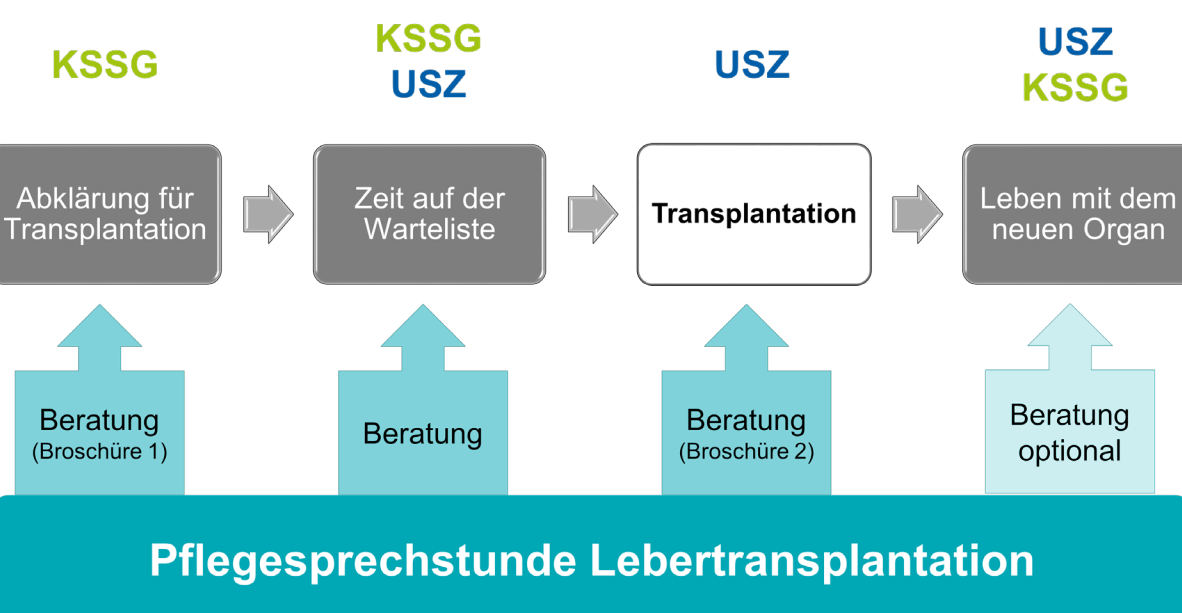 KSSG
KSSG
USZ
USZ
USZ
KSSG
Abklärung für
Transplantation
Zeit auf der
Warteliste
Transplantation
Leben mit dem
neuen Organ
Beratung
(Broschüre 1)
Beratung
Beratung
(Broschüre 2)
Beratung
optional
Pflegesprechstunde Lebertransplantation